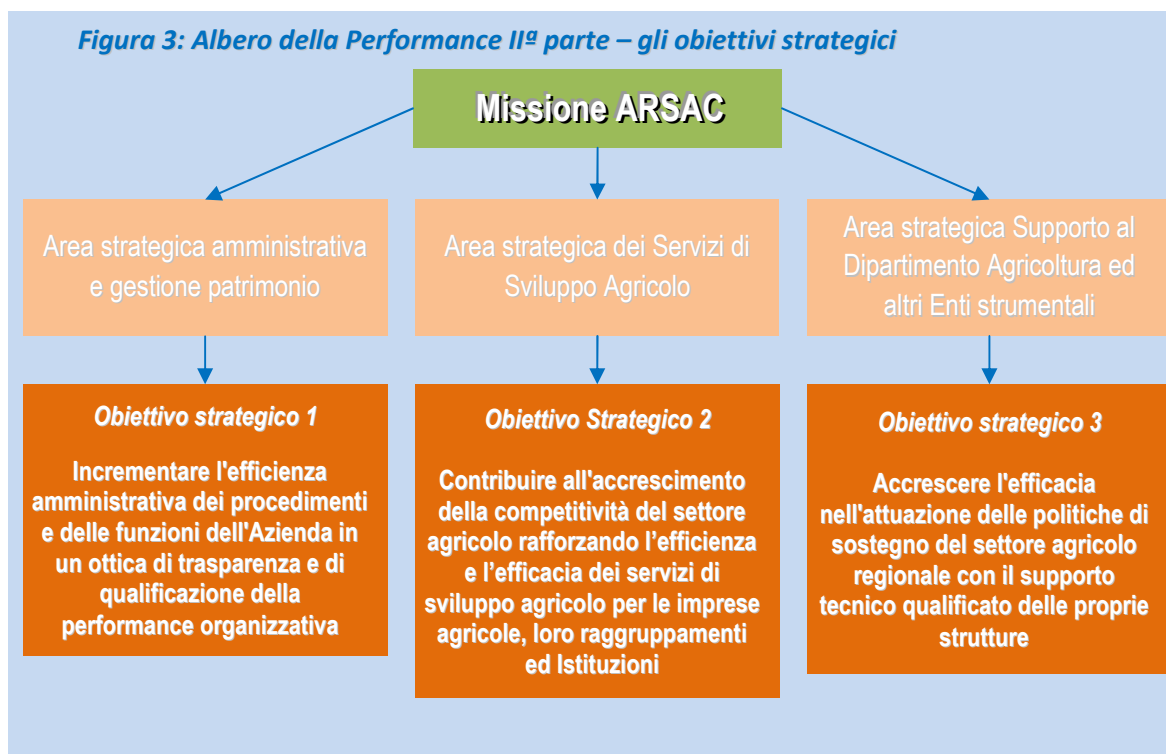 Figura 3: Albero della Performance IIª parte – gli obiettivi strategici
Missione ARSAC
Area strategica amministrativa
e gestione patrimonio
Area strategica dei Servizi di
Sviluppo Agricolo
Area strategica Supporto al
Dipartimento Agricoltura ed
altri Enti strumentali
Obiettivo strategico 1
Incrementare l'efficienza
amministrativa dei procedimenti
e delle funzioni dell'Azienda in
un ottica di trasparenza e di
qualificazione della
performance organizzativa
Obiettivo Strategico 2
Contribuire all'accrescimento
della competitività del settore
agricolo rafforzando l’efficienza
e l’efficacia dei servizi di
sviluppo agricolo per le imprese
agricole, loro raggruppamenti
ed Istituzioni
Obiettivo strategico 3
Accrescere l'efficacia
nell'attuazione delle politiche di
sostegno del settore agricolo
regionale con il supporto
tecnico qualificato delle proprie
strutture